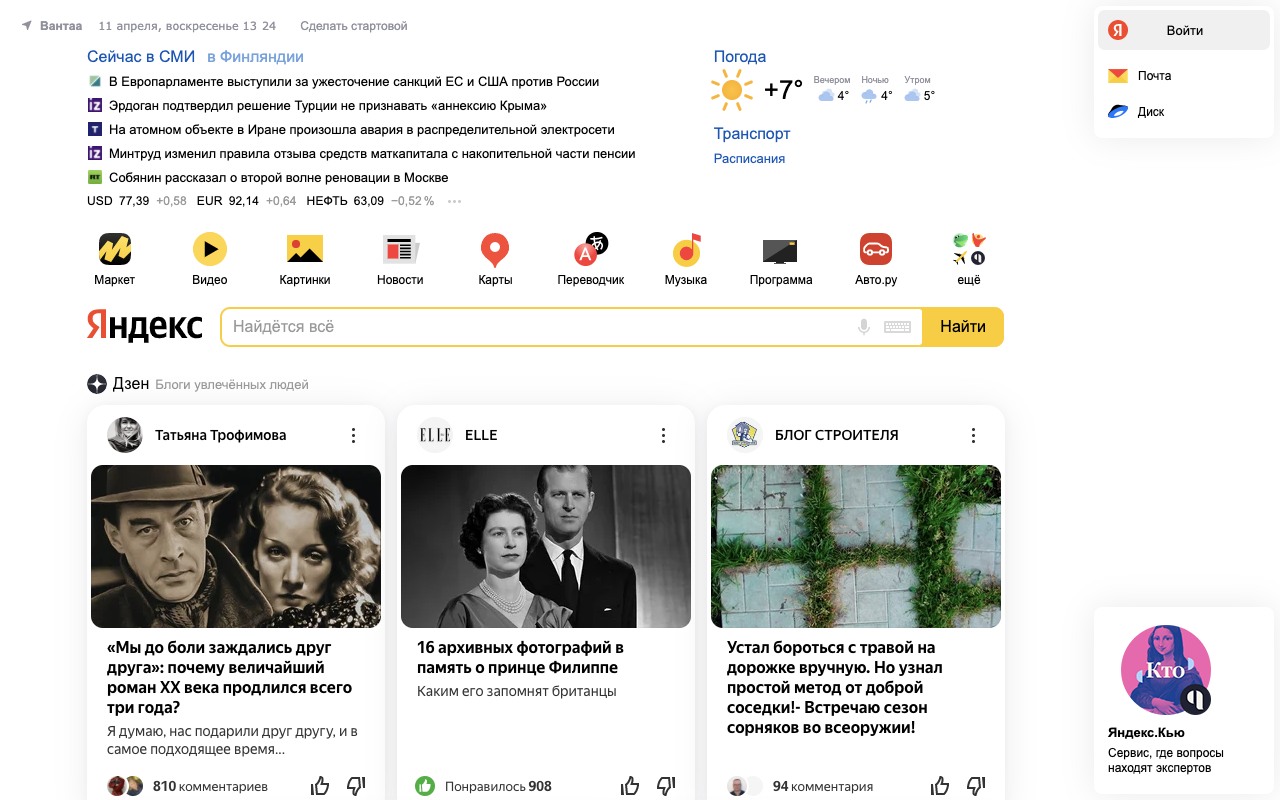 Вантаа 11 апреля, воскресенье 13 24 Сделать стартовой
Сейчас в СМИ в Финляндии
В Европарламенте выступили за ужесточение санкций ЕС и США против России
Эрдоган подтвердил решение Турции не признавать «аннексию Крыма»
На атомном объекте в Иране произошла авария в распределительной электросети
Минтруд изменил правила отзыва средств маткапитала с накопительной части пенсии
Собянин рассказал о второй волне реновации в Москве
USD 77,39 +0,58 EUR 92,14 +0,64 НЕФТЬ 63,09 −0,52 %
Погода
+7°
Вечером Ночью Утром
4° 4° 5°
Транспорт
Расписания
Я Войти
Почта
Диск
Маркет Видео Картинки Новости Карты Переводчик Музыка Программа Авто.ру ещё
Яндекс Найдётся всё Найти
Дзен Блоги увлечённых людей
Татьяна Трофимова
«Мы до боли заждались друг
друга»: почему величайший
роман XX века продлился всего
три года?
Я думаю, нас подарили друг другу, и в
самое подходящее время...
810 комментариев
ELLE ELLE
16 архивных фотографий в
память о принце Филиппе
Каким его запомнят британцы
Понравилось 908
БЛОГ СТРОИТЕЛЯ
Устал бороться с травой на
дорожке вручную. Но узнал
простой метод от доброй
соседки!- Встречаю сезон
сорняков во всеоружии!
94 комментария
Кто
Яндекс.Кью
Сервис, где вопросы
находят экспертов